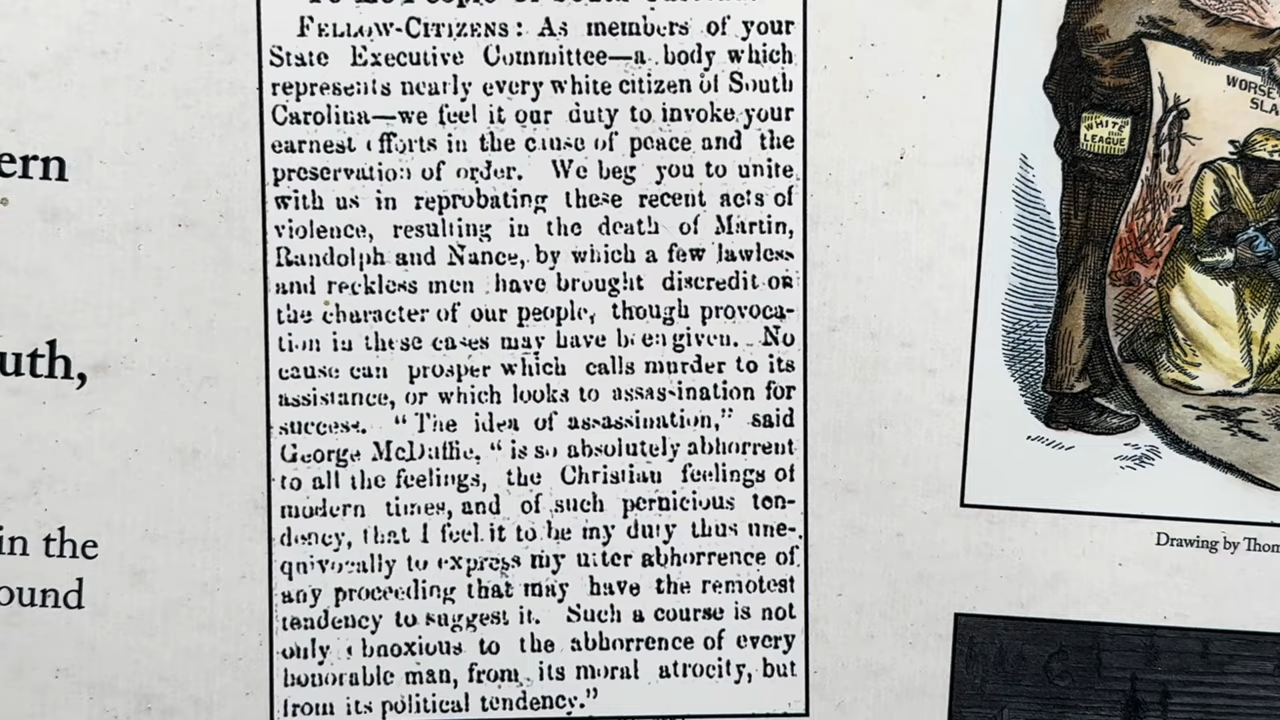 ern
uth,
in the
ound
FELLOW-CITIZENS: As members of your
State Executive Committee—a body which
represents nearly every white citizen of South
Carolina—we feel it our duty to invoke your
earnest efforts in the cause of peace and the
preservation of order. We beg you to unite
with us in reprobating these recent acts of
violence, resulting in the death of Martin,
Randolph and Nance, by which a few lawless
and reckless men have brought discredit on
the character of our people, though provoca-
tion in these cases may have been given. No
cause can prosper which calls murder to its
assistance, or which looks to assassination for
success. "The idea of assassination," said
George McDuffie, "is so absolutely abhorrent
to all the feelings, the Christian feelings of
modern times, and of such pernicious ten-
dency, that I feel it to be my duty thus une-
quivocally to express my utter abhorrence of
any proceeding that may have the remotest
tendency to suggest it. Such a course is not
only obnoxious to the abhorrence of every
honorable man, from its moral atrocity, but
from its political tendency."
WORSE
SLA
WHITE
LEAGUE
Drawing by Thom